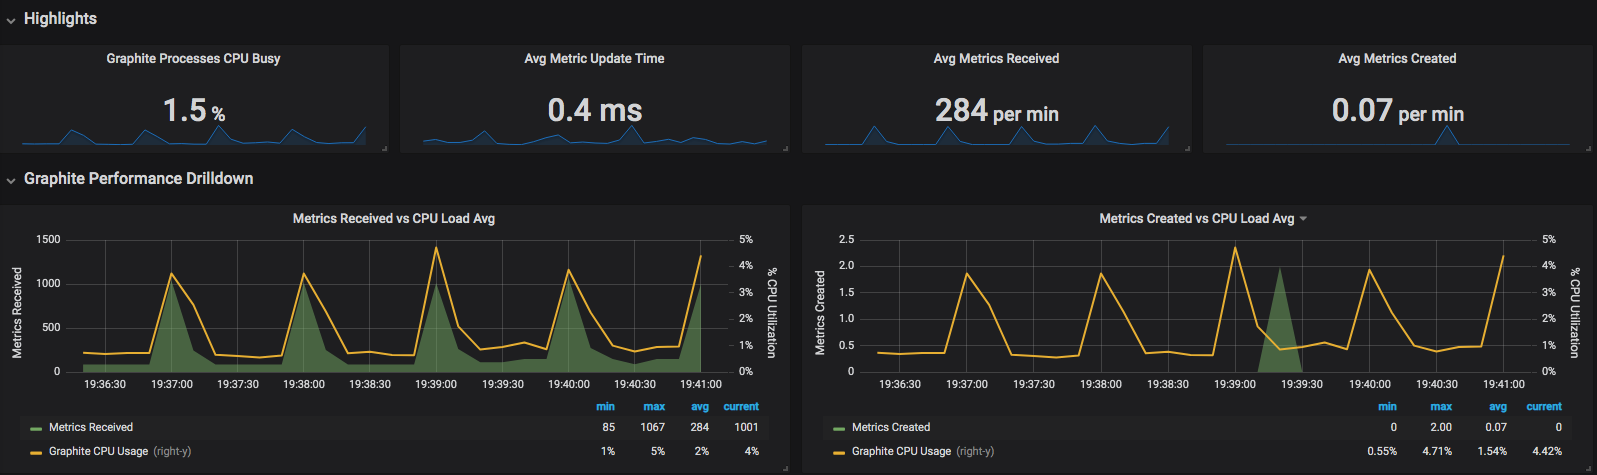 Highlights
Graphite Processes CPU Busy
1.5 %
Avg Metric Update Time
0.4 ms
Avg Metrics Received
284 per min
Avg Metrics Created
0.07 per min
Graphite Performance Drilldown
Metrics Received vs CPU Load Avg
Metrics Received
1500
1000
500
0
5%
4%
3%
2%
1%
0%
% CPU Utilization
19:36:30 19:37:00 19:37:30 19:38:00 19:38:30 19:39:00 19:39:30 19:40:00 19:40:30 19:41:00
min max avg current
Metrics Received 85 1067 284 1001
Graphite CPU Usage (right-y) 1% 5% 2% 4%
Metrics Created vs CPU Load Avg
Metrics Created
2.5
2.0
1.5
1.0
0.5
0
5%
4%
3%
2%
1%
0%
% CPU Utilization
19:36:30 19:37:00 19:37:30 19:38:00 19:38:30 19:39:00 19:39:30 19:40:00 19:40:30 19:41:00
min max avg current
Metrics Created 0 2.00 0.07 0
Graphite CPU Usage (right-y) 0.55% 4.71% 1.54% 4.42%